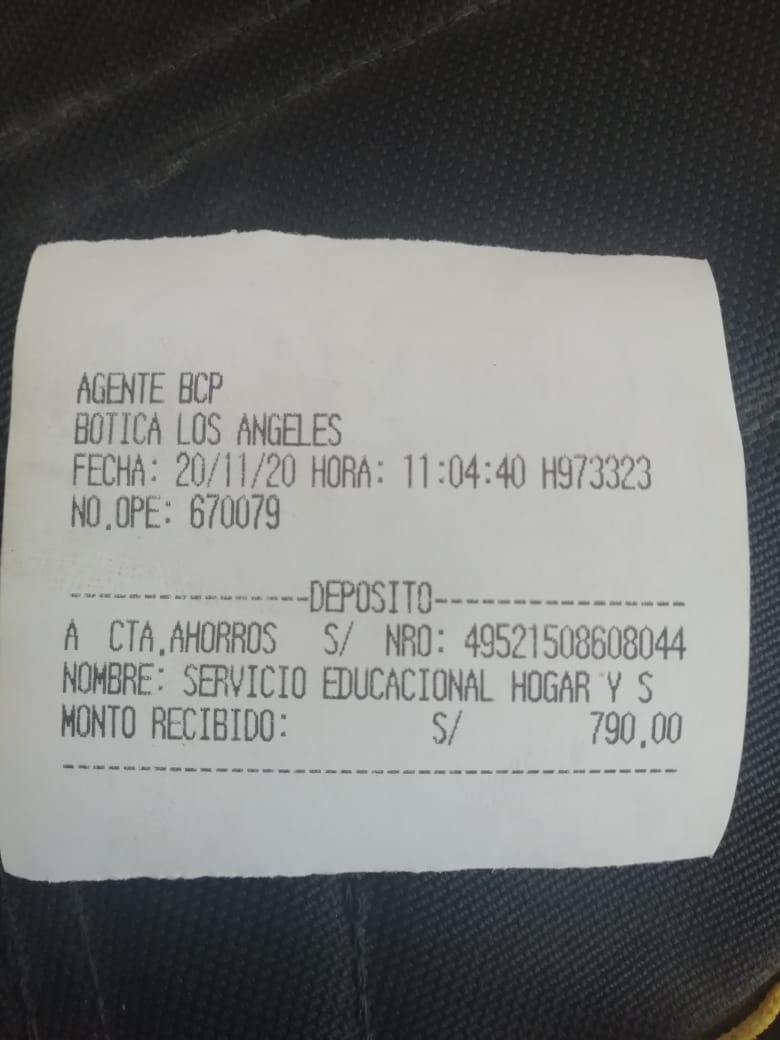 AGENTE BCP
BOTICA LOS ANGELES
FECHA: 20/11/20 HORA: 11:04:40 H973323
NO.OPE: 670079
----------------DEPOSITO-----------------
A CTA.AHORROS S/ NRO: 49521508608044
NOMBRE: SERVICIO EDUCACIONAL HOGAR Y S
MONTO RECIBIDO: S/ 790.00
-----------------------------------------